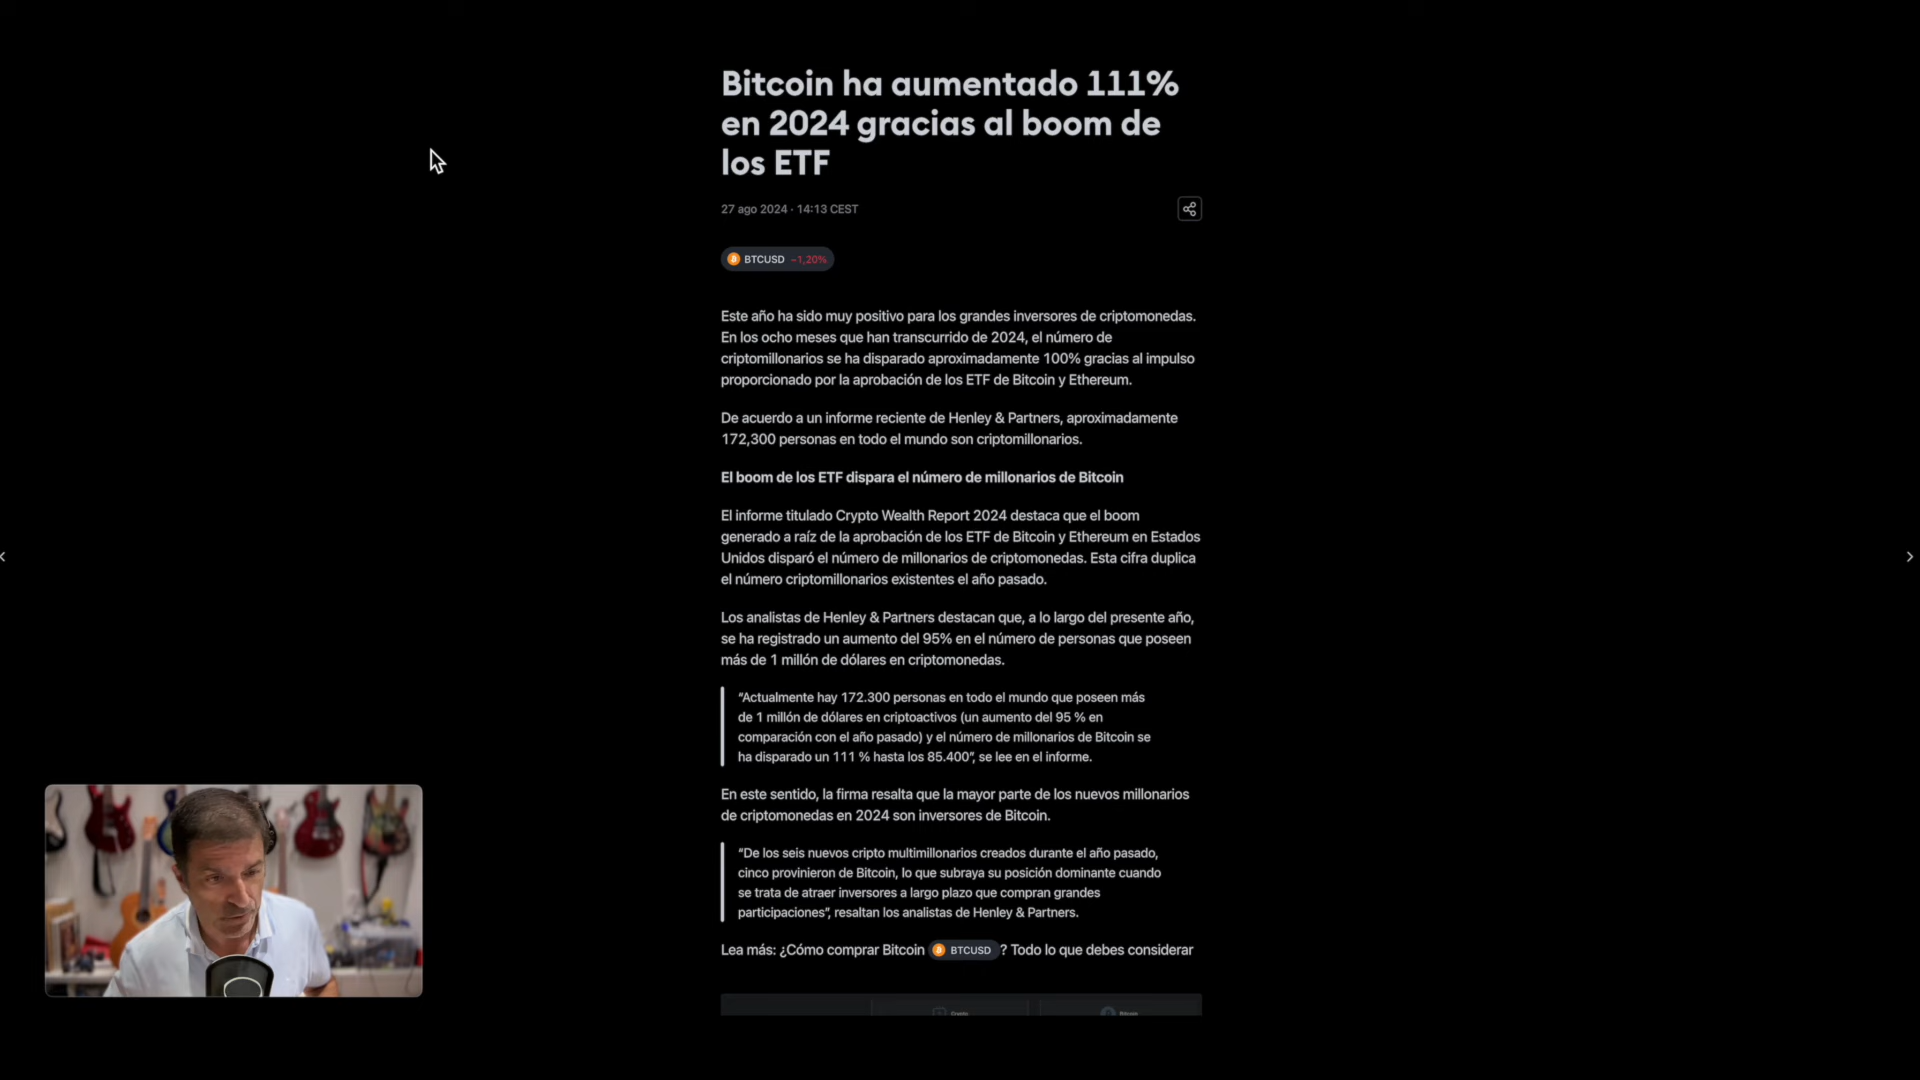 Bitcoin ha aumentado 111%
en 2024 gracias al boom de
los ETF
27 ago 2024 · 14:13 CEST
BTCUSD −1,20%
Este año ha sido muy positivo para los grandes inversores de criptomonedas.
En los ocho meses que han transcurrido de 2024, el número de
criptomillonarios se ha disparado aproximadamente 100% gracias al impulso
proporcionado por la aprobación de los ETF de Bitcoin y Ethereum.
De acuerdo a un informe reciente de Henley & Partners, aproximadamente
172,300 personas en todo el mundo son criptomillonarios.
El boom de los ETF dispara el número de millonarios de Bitcoin
El informe titulado Crypto Wealth Report 2024 destaca que el boom
generado a raíz de la aprobación de los ETF de Bitcoin y Ethereum en Estados
Unidos disparó el número de millonarios de criptomonedas. Esta cifra duplica
el número criptomillonarios existentes el año pasado.
Los analistas de Henley & Partners destacan que, a lo largo del presente año,
se ha registrado un aumento del 95% en el número de personas que poseen
más de 1 millón de dólares en criptomonedas.
“Actualmente hay 172.300 personas en todo el mundo que poseen más
de 1 millón de dólares en criptoactivos (un aumento del 95 % en
comparación con el año pasado) y el número de millonarios de Bitcoin se
ha disparado un 111 % hasta los 85.400”, se lee en el informe.
En este sentido, la firma resalta que la mayor parte de los nuevos millonarios
de criptomonedas en 2024 son inversores de Bitcoin.
“De los seis nuevos cripto multimillonarios creados durante el año pasado,
cinco provinieron de Bitcoin, lo que subraya su posición dominante cuando
se trata de atraer inversores a largo plazo que compran grandes
participaciones”, resaltan los analistas de Henley & Partners.
Lea más: ¿Cómo comprar Bitcoin BTCUSD ? Todo lo que debes considerar
Crypto Bitcoin